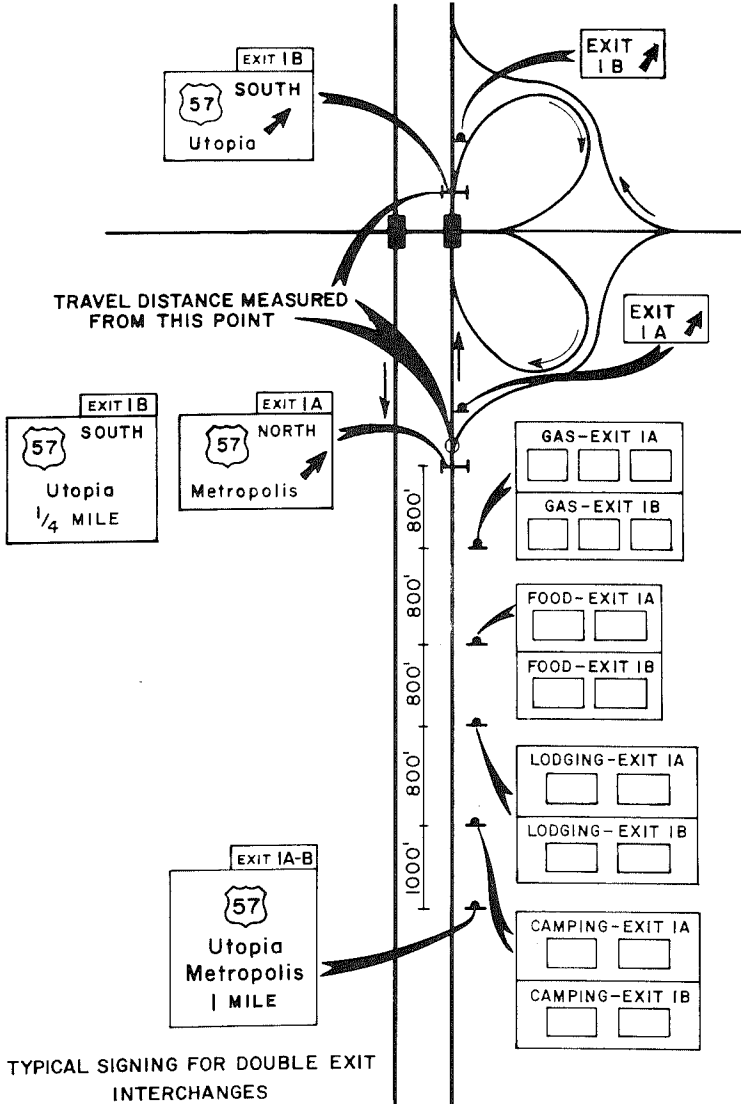 EXIT 1B
57 SOUTH
Utopia
EXIT
1B
TRAVEL DISTANCE MEASURED
FROM THIS POINT
EXIT
1A
EXIT 1B
57 SOUTH
Utopia
1/4 MILE
EXIT 1A
57 NORTH
Metropolis
800'
800'
800'
800'
1000'
GAS-EXIT 1A
GAS-EXIT 1B
FOOD-EXIT 1A
FOOD-EXIT 1B
LODGING-EXIT 1A
LODGING-EXIT 1B
CAMPING-EXIT 1A
CAMPING-EXIT 1B
EXIT 1A-B
57
Utopia
Metropolis
1 MILE
TYPICAL SIGNING FOR DOUBLE EXIT
INTERCHANGES